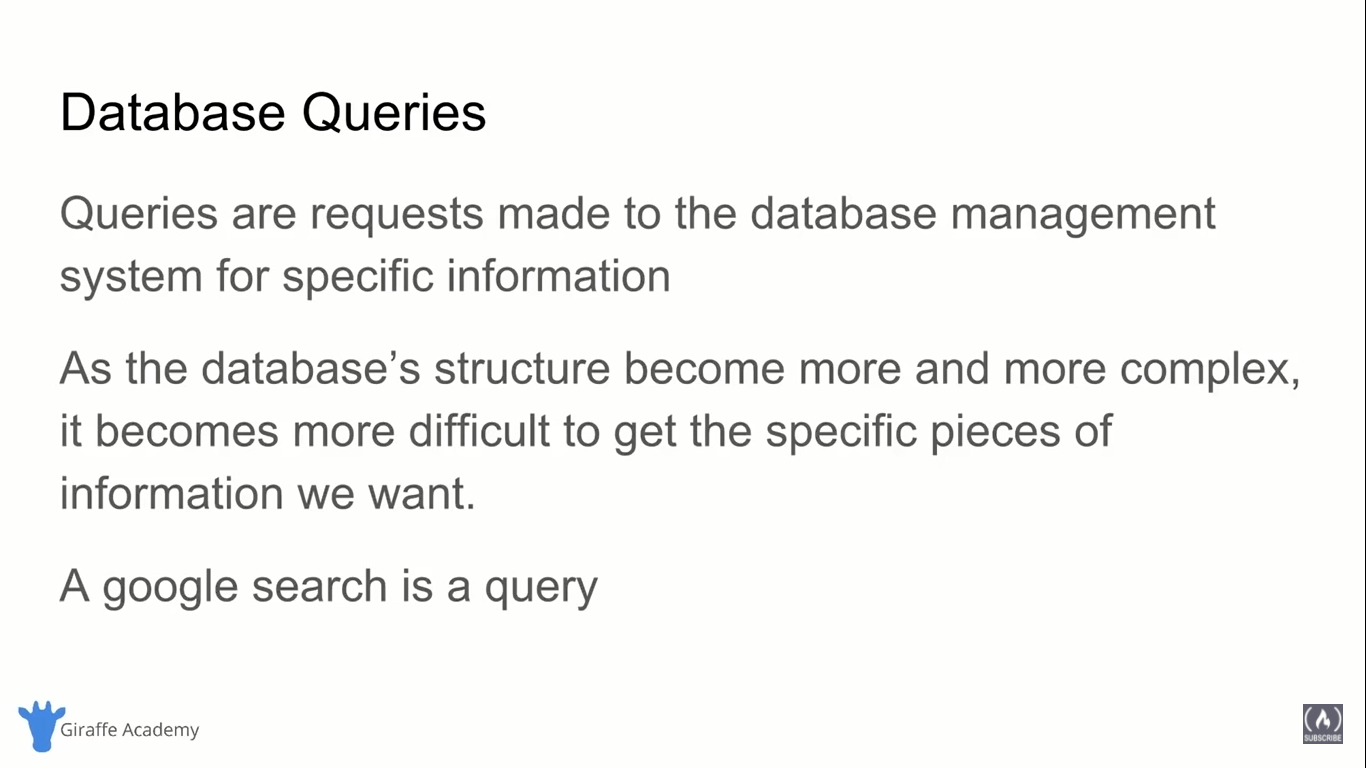 Database Queries
Queries are requests made to the database management
system for specific information
As the database’s structure become more and more complex,
it becomes more difficult to get the specific pieces of
information we want.
A google search is a query
Giraffe Academy
SUBSCRIBE